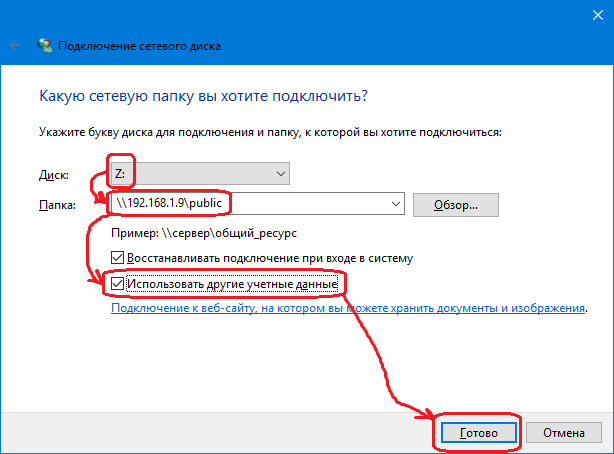 Подключение сетевого диска
Какую сетевую папку вы хотите подключить?
Укажите букву диска для подключения и папку, к которой вы хотите подключиться:
Диск: Z:
Папка: \\192.168.1.9\public Обзор...
Пример: \\сервер\общий_ресурс
Восстанавливать подключение при входе в систему
Использовать другие учетные данные
Подключение к веб-сайту, на котором вы можете хранить документы и изображения.
Готово Отмена